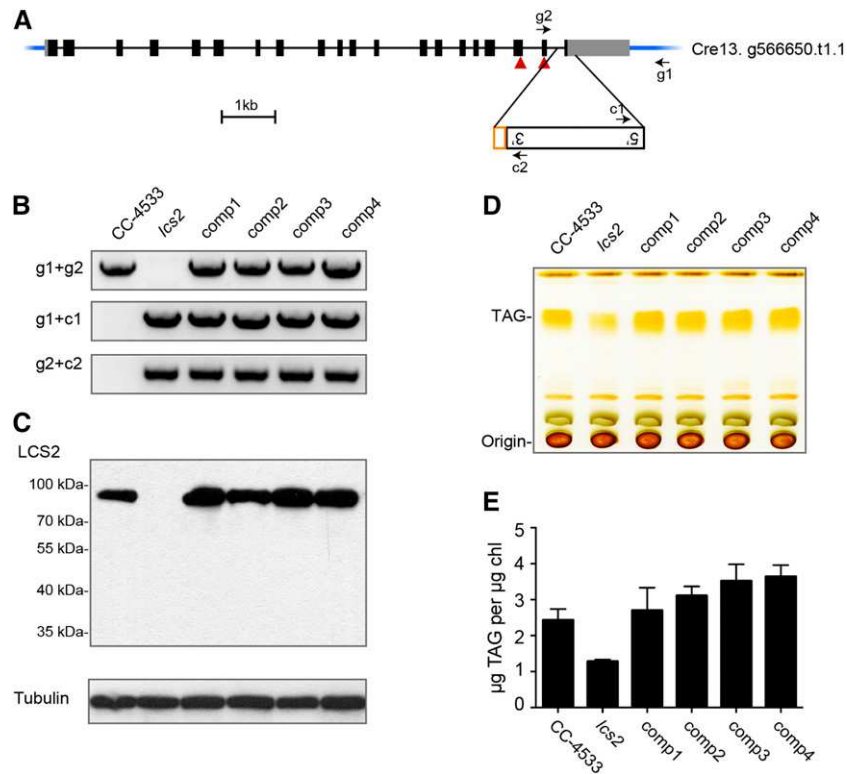 A
g2
Cre13. g566650.t1.1
g1
1kb
c1
3'
5'
c2
B
CC-4533
lcs2
comp1
comp2
comp3
comp4
g1+g2
g1+c1
g2+c2
C
LCS2
100 kDa-
70 kDa-
55 kDa-
40 kDa-
35 kDa-
Tubulin
D
CC-4533
lcs2
comp1
comp2
comp3
comp4
TAG-
Origin-
E
µg TAG per µg chl
5
4
3
2
1
0
CC-4533
lcs2
comp1
comp2
comp3
comp4